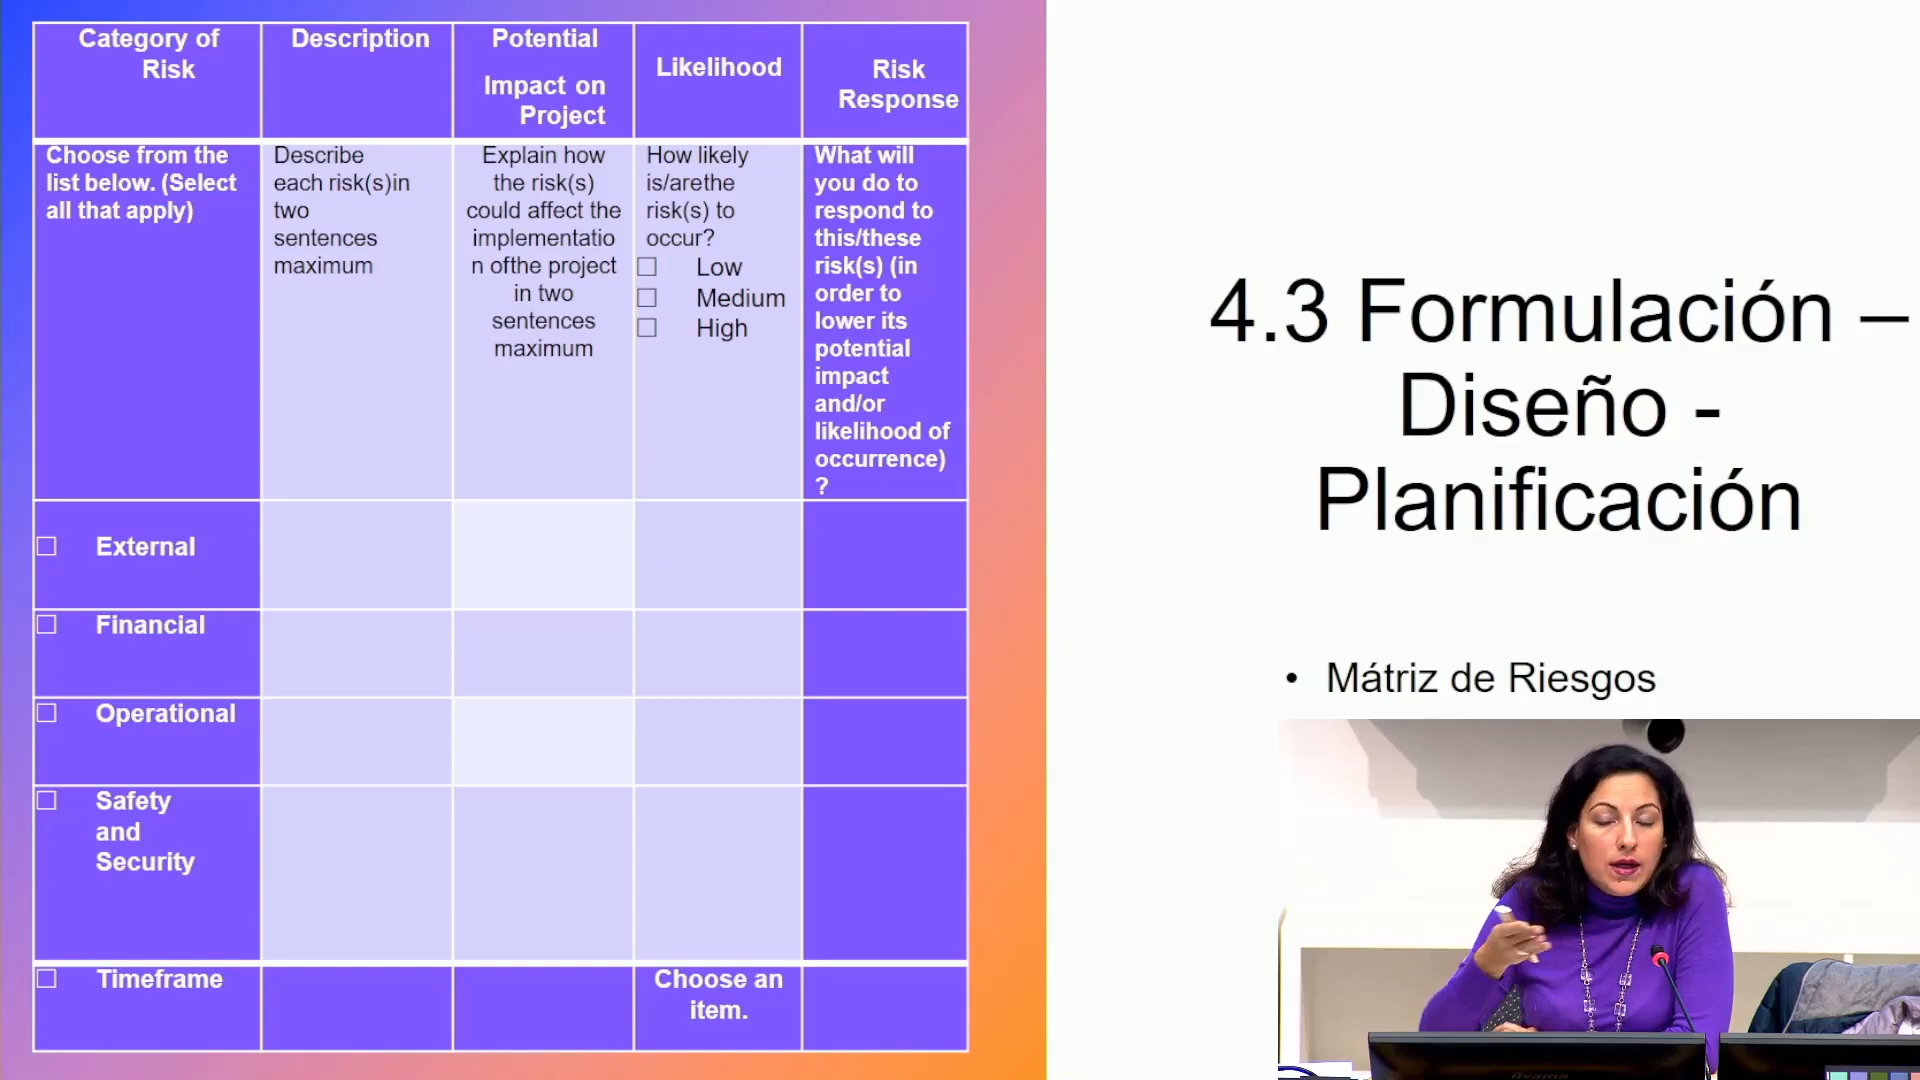 Category of
Risk
Description
Potential
Impact on
Project
Likelihood
Risk
Response
Choose from the
list below. (Select
all that apply)
Describe
each risk(s)in
two
sentences
maximum
Explain how
the risk(s)
could affect the
implementatio
n ofthe project
in two
sentences
maximum
How likely
is/arethe
risk(s) to
occur?
☐ Low
☐ Medium
☐ High
What will
you do to
respond to
this/these
risk(s) (in
order to
lower its
potential
impact
and/or
likelihood of
occurrence)
?
☐ External
☐ Financial
☐ Operational
☐ Safety
and
Security
☐ Timeframe
Choose an
item.
4.3 Formulación –
Diseño -
Planificación
• Mátriz de Riesgos
iiyama